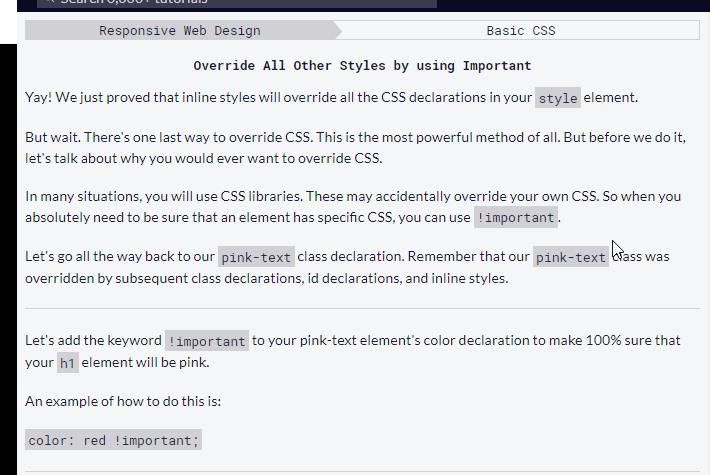 Search 8,000+ tutorials
Responsive Web Design
Basic CSS
Override All Other Styles by using Important
Yay! We just proved that inline styles will override all the CSS declarations in your style element.
But wait. There's one last way to override CSS. This is the most powerful method of all. But before we do it,
let's talk about why you would ever want to override CSS.
In many situations, you will use CSS libraries. These may accidentally override your own CSS. So when you
absolutely need to be sure that an element has specific CSS, you can use !important.
Let's go all the way back to our pink-text class declaration. Remember that our pink-text class was
overridden by subsequent class declarations, id declarations, and inline styles.
Let's add the keyword !important to your pink-text element's color declaration to make 100% sure that
your h1 element will be pink.
An example of how to do this is:
color: red !important;